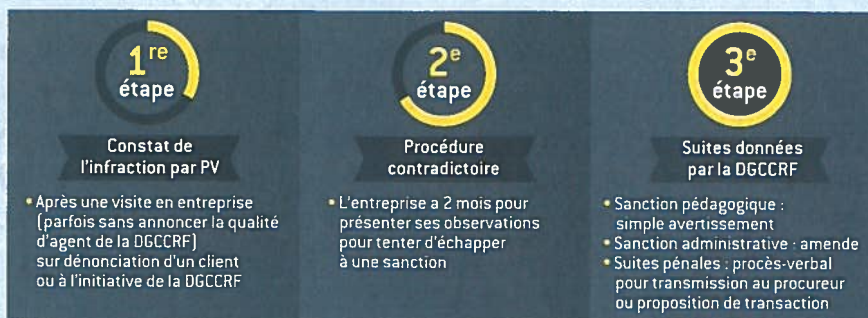 1re
étape
Constat de
l'infraction par PV
• Après une visite en entreprise
(parfois sans annoncer la qualité
d'agent de la DGCCRF)
sur dénonciation d'un client
ou à l'initiative de la DGCCRF
2e
étape
Procédure
contradictoire
• L'entreprise a 2 mois pour
présenter ses observations
pour tenter d'échapper
à une sanction
3e
étape
Suites données
par la DGCCRF
• Sanction pédagogique :
simple avertissement
• Sanction administrative : amende
• Suites pénales : procès-verbal
pour transmission au procureur
ou proposition de transaction